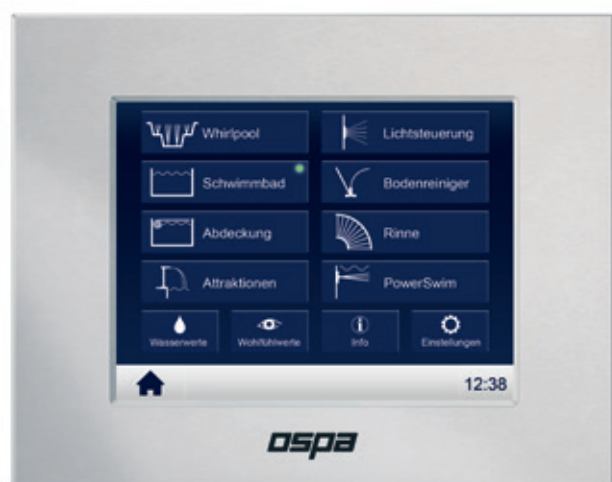 Whirlpool
Lichtsteuerung
Schwimmbad
Bodenreiniger
Abdeckung
Rinne
Attraktionen
PowerSwim
Wasserwerte
Wohlfühlwerte
Info
Einstellungen
12:38
ospa